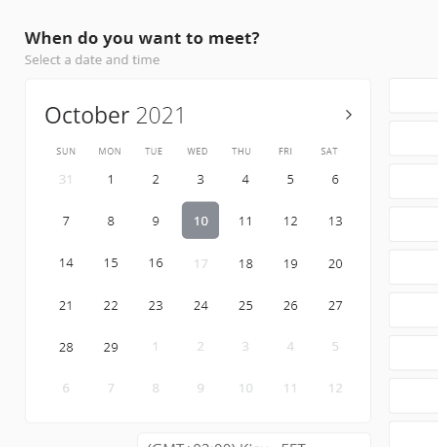 When do you want to meet?
Select a date and time
October 2021
SUN MON TUE WED THU FRI SAT
31 1 2 3 4 5 6
7 8 9 10 11 12 13
14 15 16 17 18 19 20
21 22 23 24 25 26 27
28 29 1 2 3 4 5
6 7 8 9 10 11 12